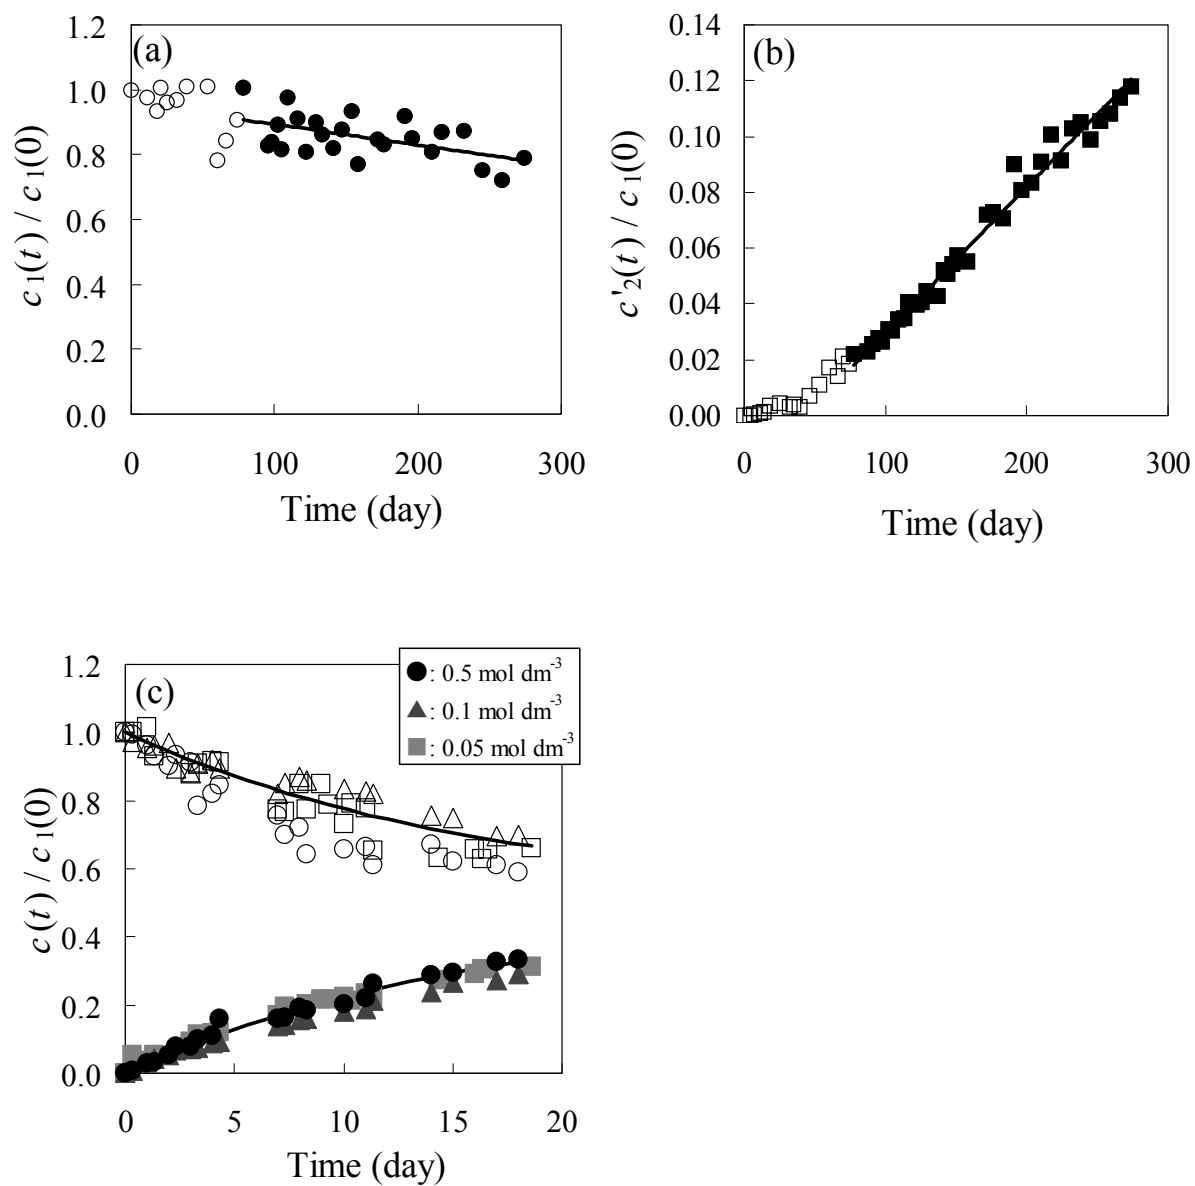 (a)
1.2
1.0
0.8
0.6
0.4
0.2
0.0
c1(t) / c1(0)
0 100 200 300
Time (day)
(b)
0.14
0.12
0.10
0.08
0.06
0.04
0.02
0.00
c'2(t) / c1(0)
0 100 200 300
Time (day)
(c)
1.2
1.0
0.8
0.6
0.4
0.2
0.0
c(t) / c1(0)
: 0.5 mol dm-3
: 0.1 mol dm-3
: 0.05 mol dm-3
0 5 10 15 20
Time (day)